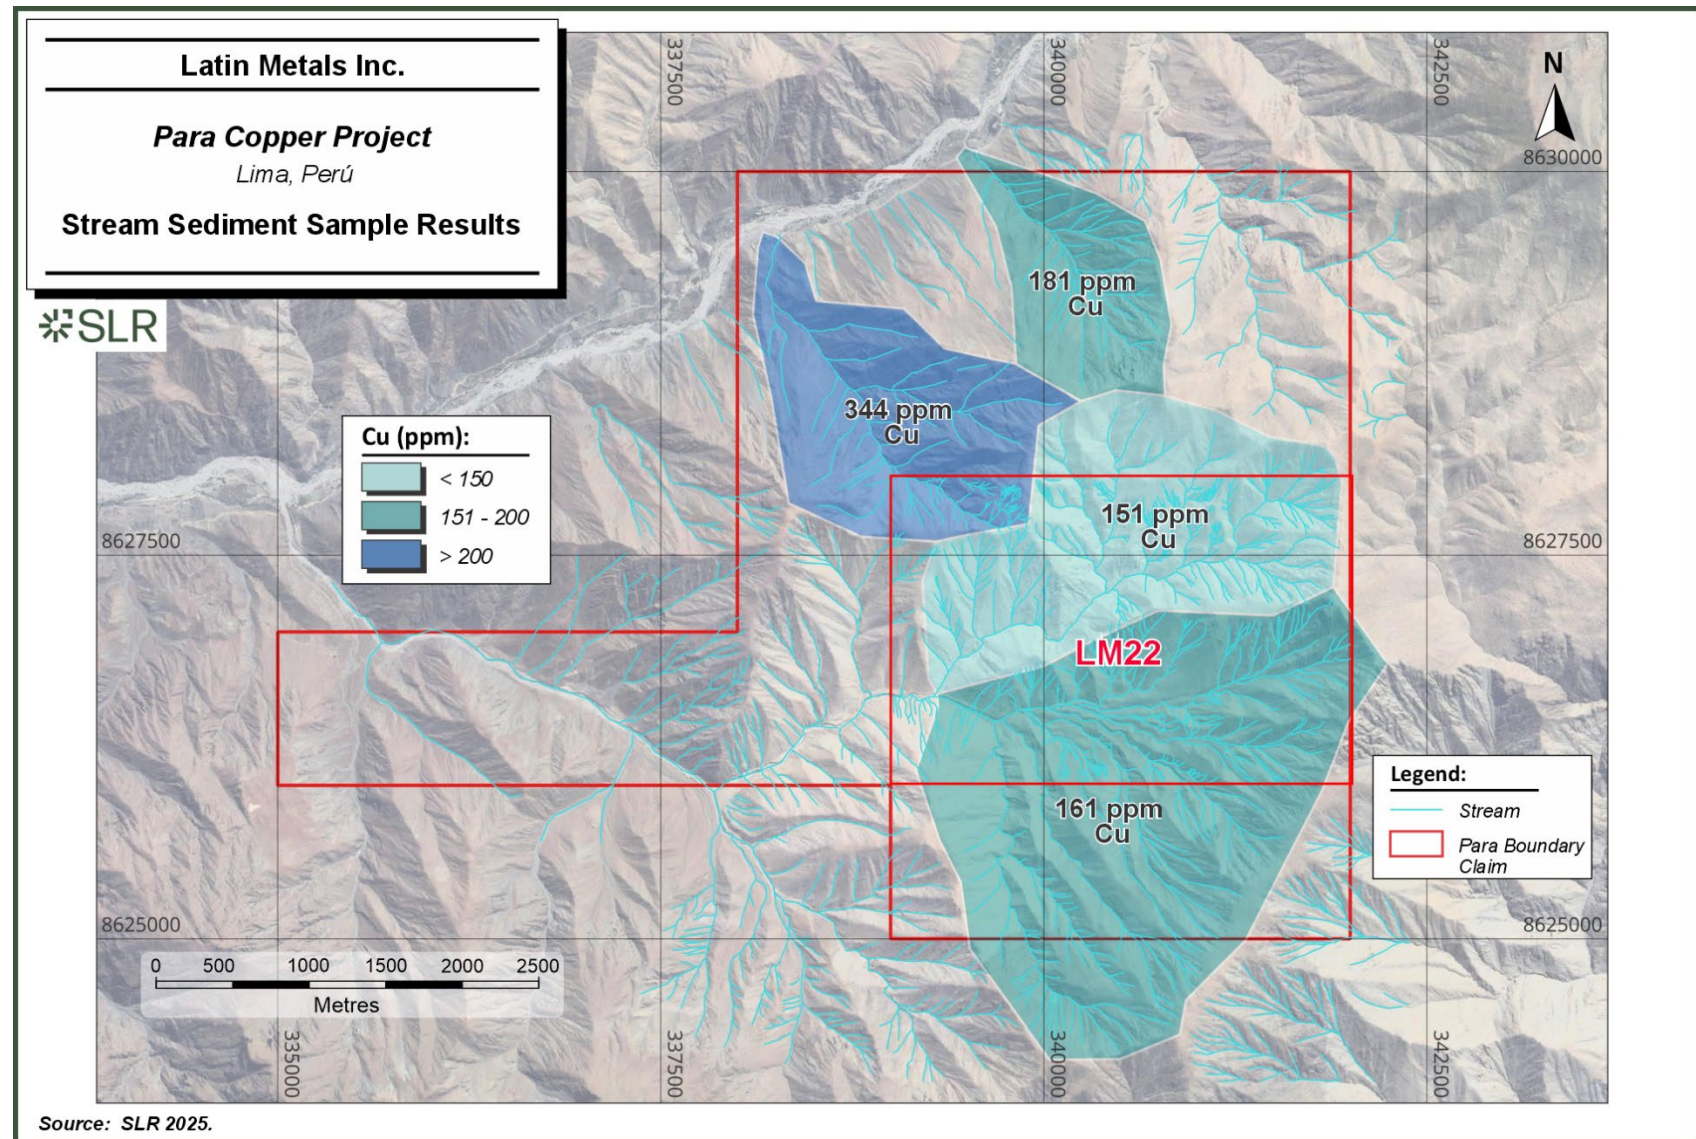 Latin Metals Inc.
Para Copper Project
Lima, Perú
Stream Sediment Sample Results
SLR
337500
340000
342500
N
8630000
181 ppm
Cu
344 ppm
Cu
Cu (ppm):
< 150
151 - 200
> 200
151 ppm
Cu
8627500
8627500
LM22
161 ppm
Cu
Legend:
Stream
Para Boundary
Claim
8625000
8625000
0 500 1000 1500 2000 2500
Metres
335000
337500
340000
342500
Source: SLR 2025.